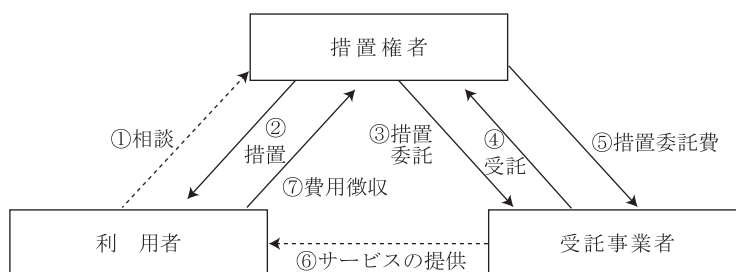 措置権者
①相談
②
措置
③措置
委託
④
受託
⑤措置委託費
⑦費用徴収
利　用者
受託事業者
⑥サービスの提供